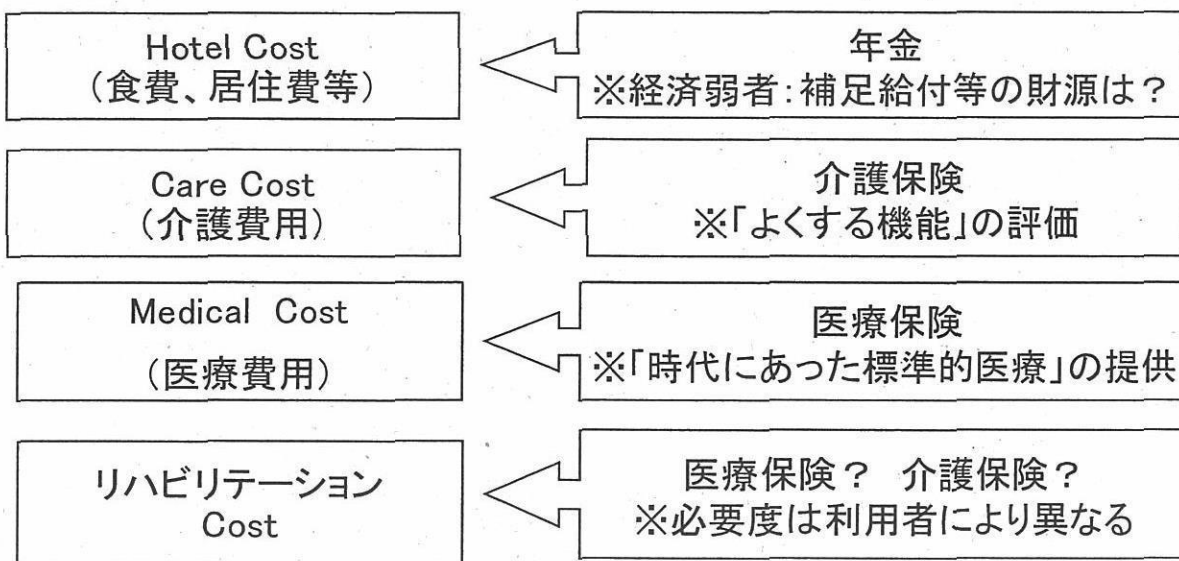 Hotel Cost
(食費、居住費等)
年金
※経済弱者:補足給付等の財源は?
Care Cost
(介護費用)
介護保険
※「よくする機能」の評価
Medical Cost
(医療費用)
医療保険
※「時代にあった標準的医療」の提供
リハビリテーション
Cost
医療保険? 介護保険?
※必要度は利用者により異なる